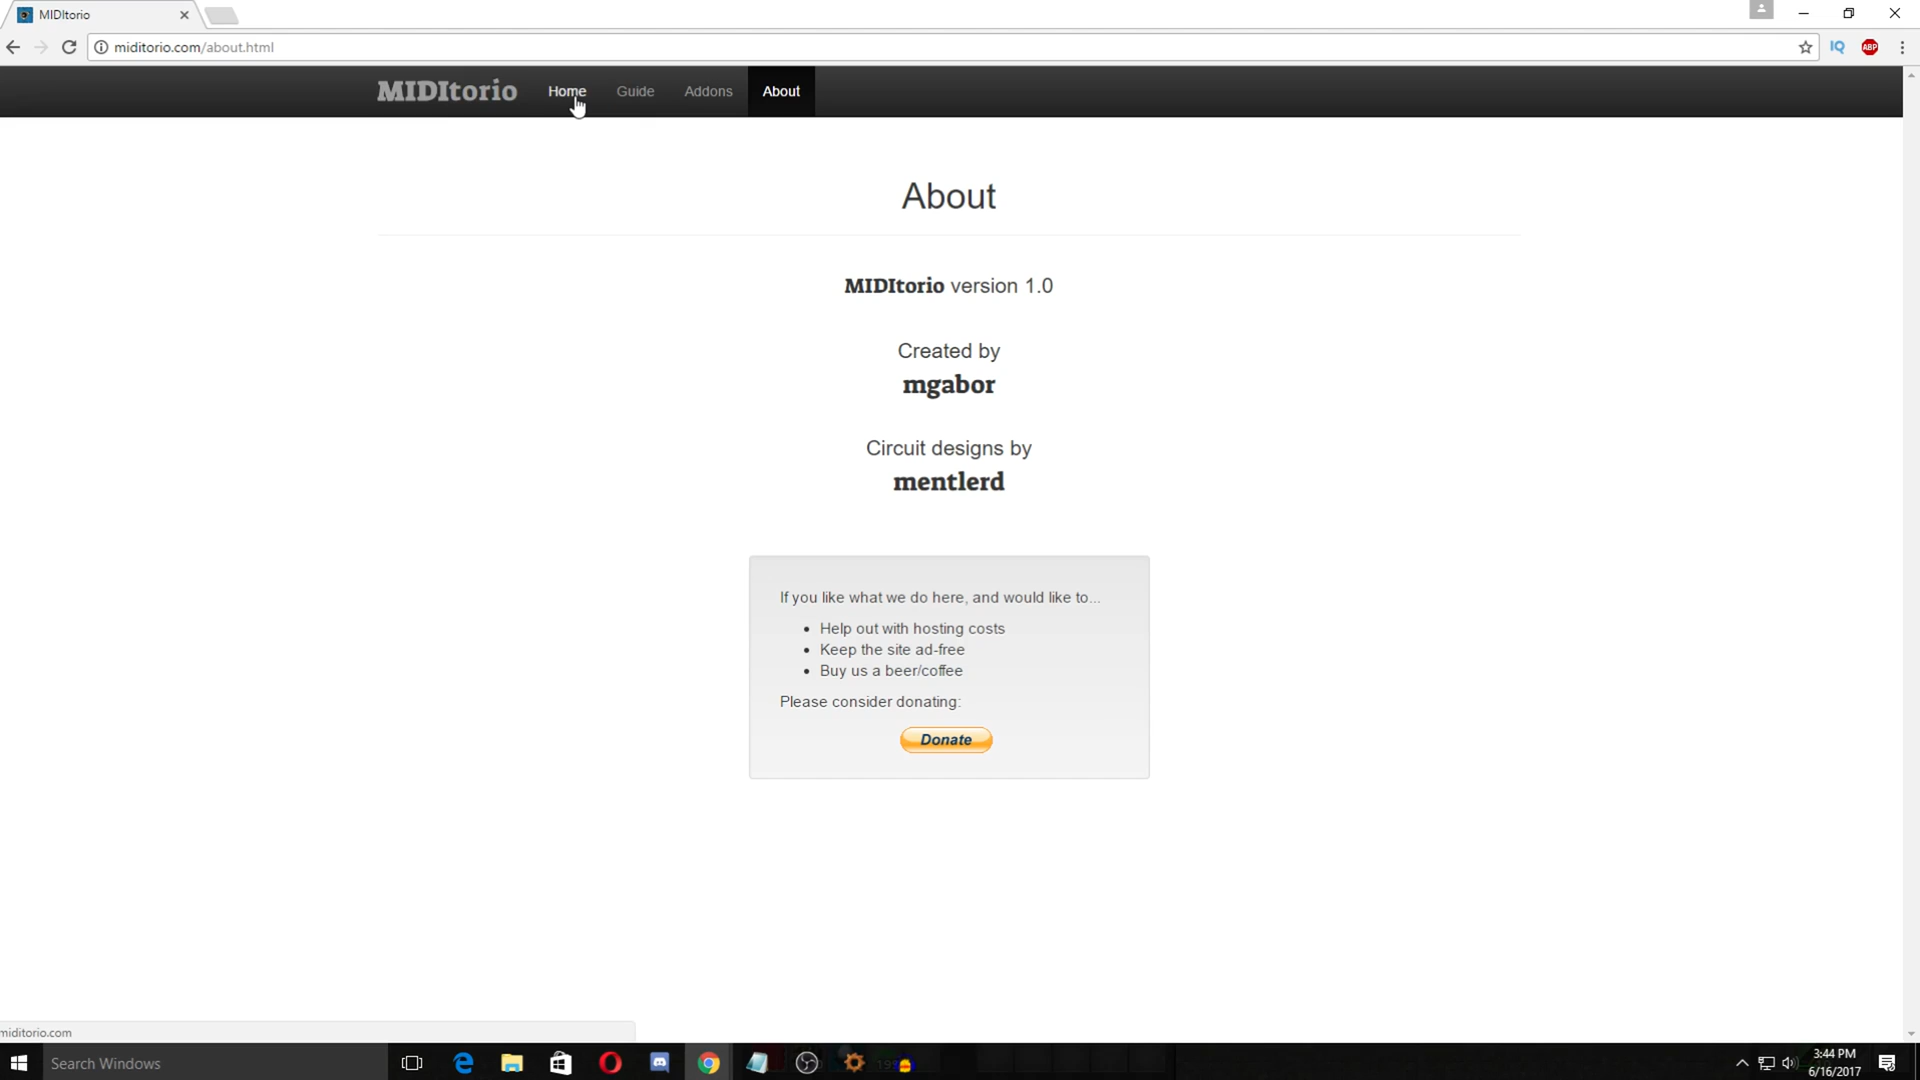 MIDItorio
miditorio.com/about.html
MIDItorio Home Guide Addons About
About
MIDItorio version 1.0
Created by
mgabor
Circuit designs by
mentlerd
If you like what we do here, and would like to...
• Help out with hosting costs
• Keep the site ad-free
• Buy us a beer/coffee
Please consider donating:
Donate
miditorio.com
Search Windows
3:44 PM
6/16/2017
IQ
ABP